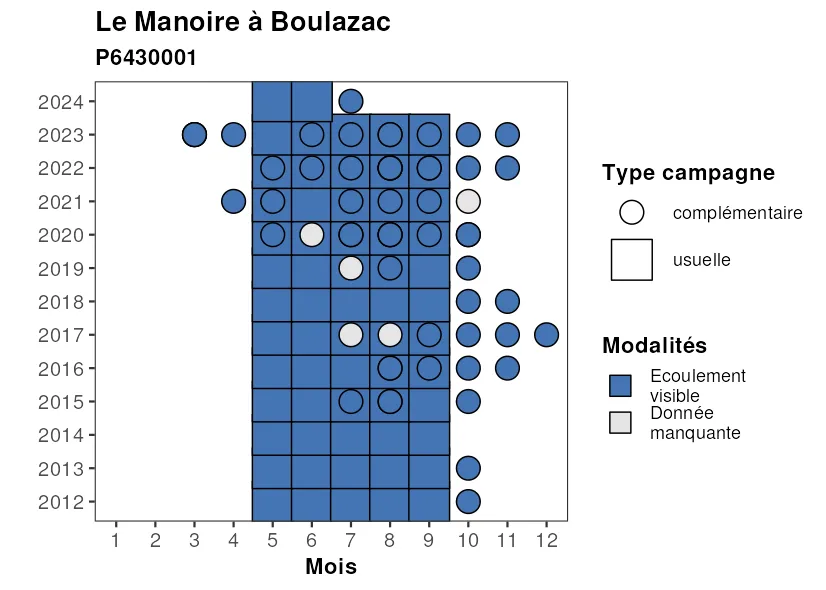 Le Manoire à Boulazac
P6430001
2024
2023
2022
2021
2020
2019
2018
2017
2016
2015
2014
2013
2012
1 2 3 4 5 6 7 8 9 10 11 12
Mois
Type campagne
complémentaire
usuelle
Modalités
Ecoulement
visible
Donnée
manquante